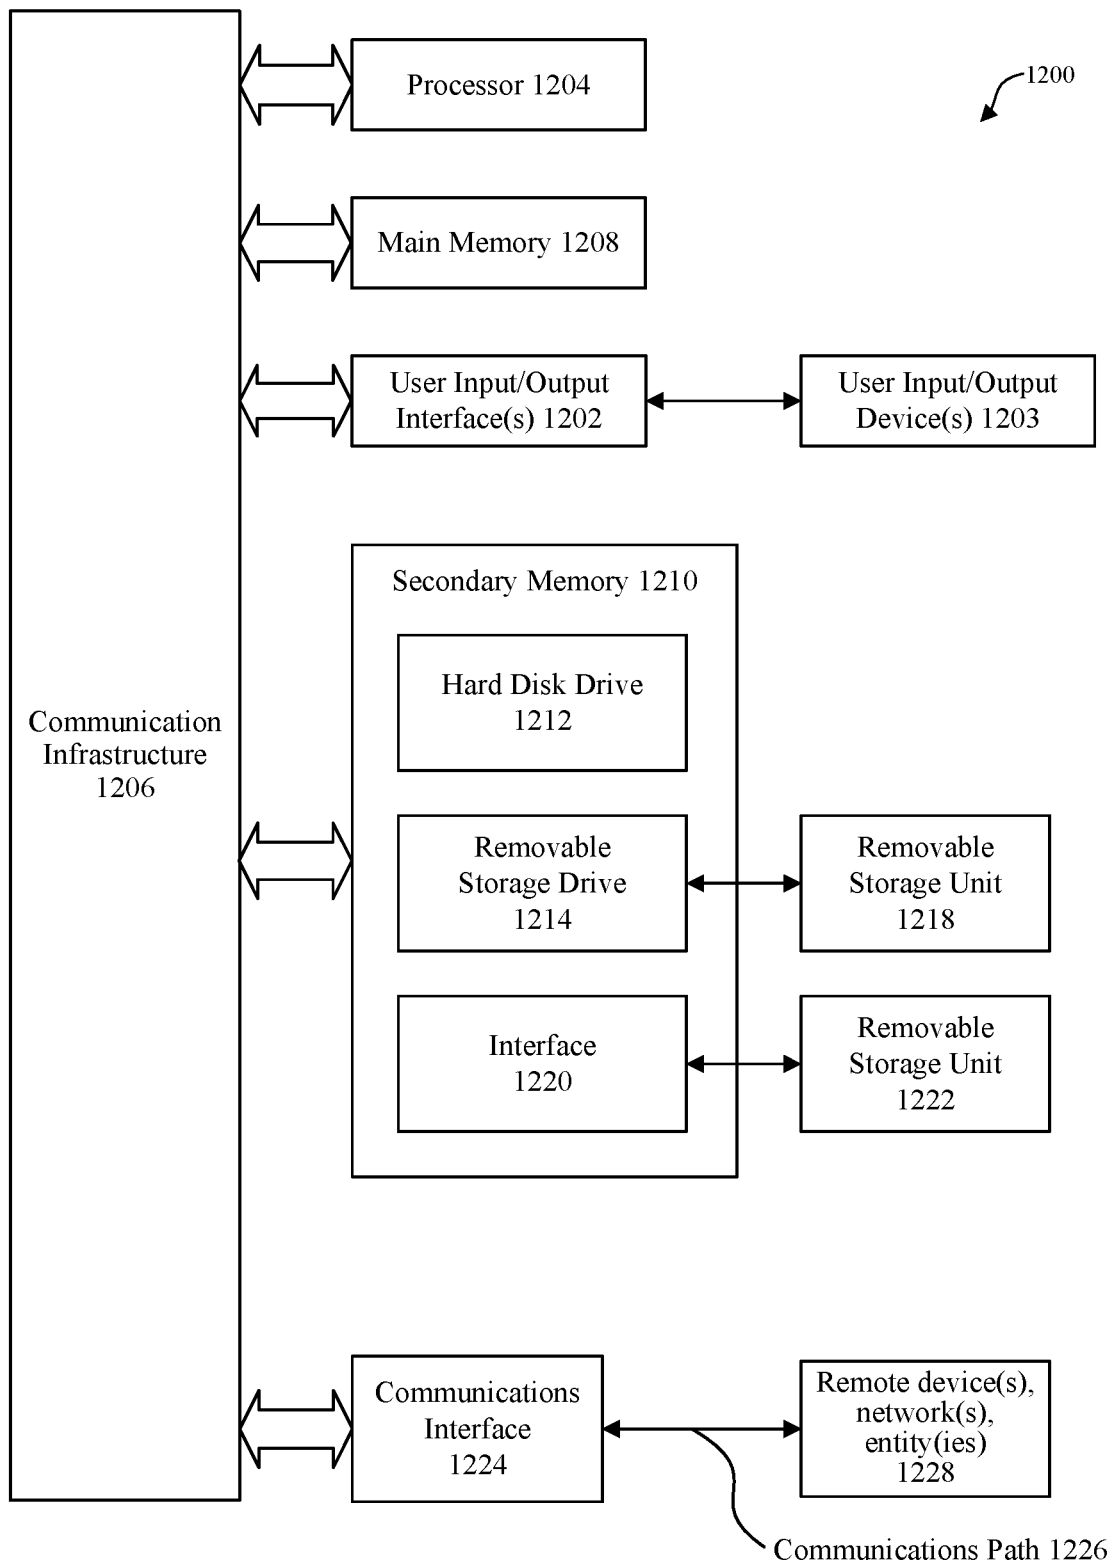 Processor 1204
1200
Main Memory 1208
User Input/Output
Interface(s) 1202
User Input/Output
Device(s) 1203
Secondary Memory 1210
Hard Disk Drive
1212
Communication
Infrastructure
1206
Removable
Storage Drive
1214
Removable
Storage Unit
1218
Interface
1220
Removable
Storage Unit
1222
Communications
Interface
1224
Remote device(s),
network(s),
entity(ies)
1228
Communications Path 1226